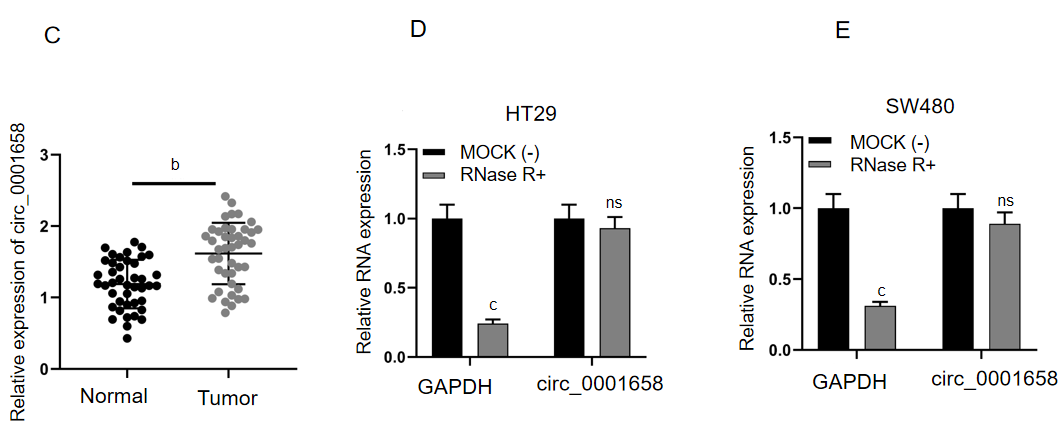 C
Relative expression of circ_0001658
3
2
1
0
b
Normal
Tumor
D
HT29
Relative RNA expression
1.5
1.0
0.5
0.0
MOCK (-)
RNase R+
c
ns
GAPDH
circ_0001658
E
SW480
Relative RNA expression
1.5
1.0
0.5
0.0
MOCK (-)
RNase R+
c
ns
GAPDH
circ_0001658